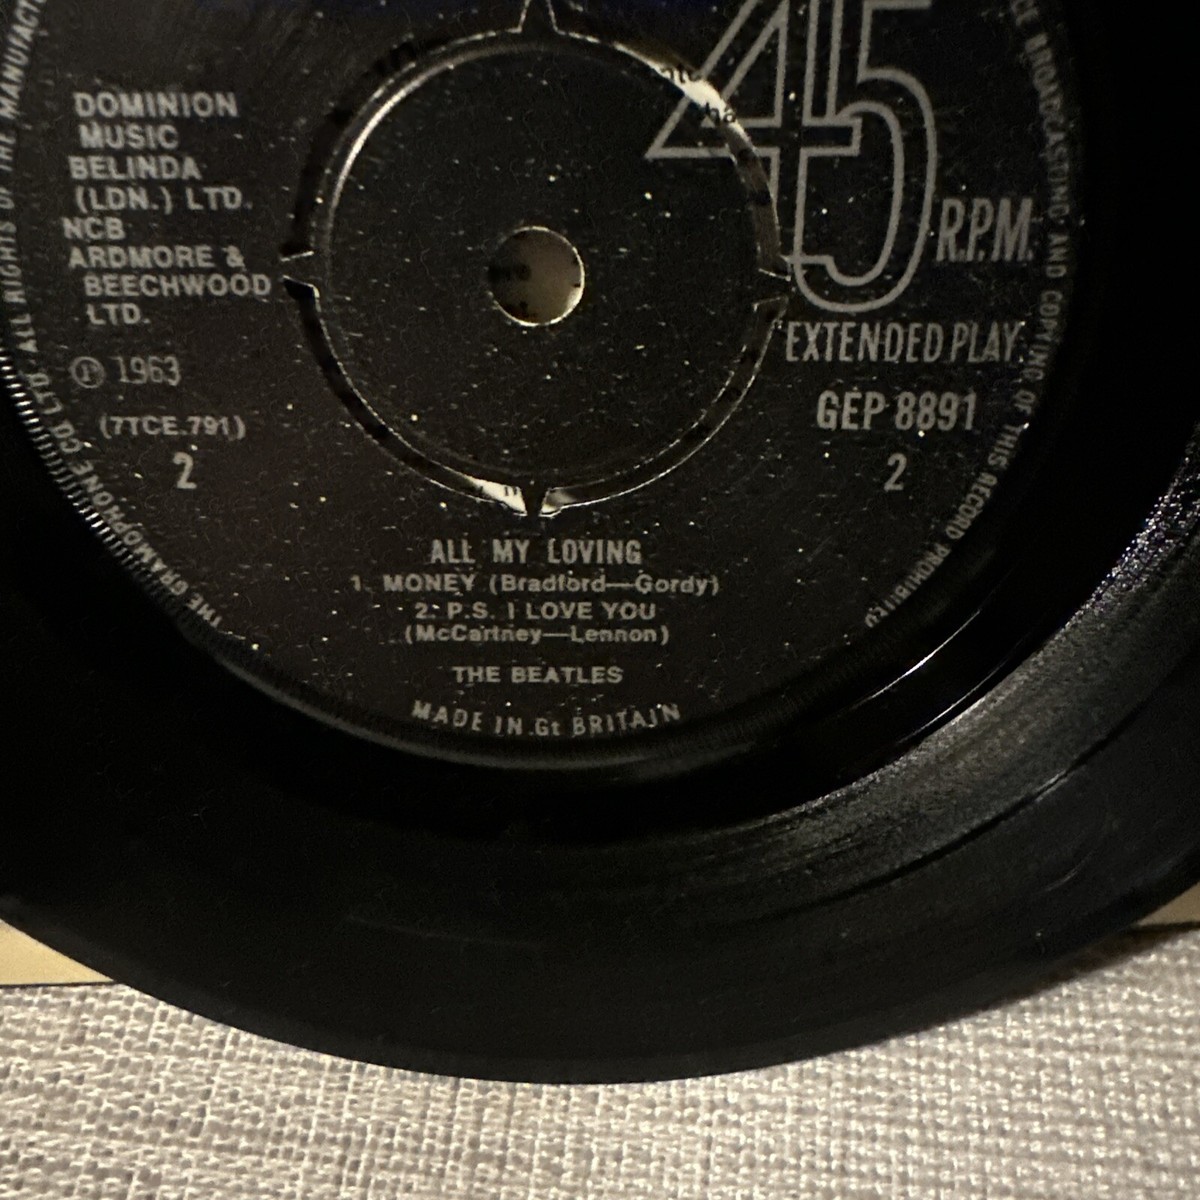 DOMINION
MUSIC
BELINDA
(LDN.) LTD.
NCB
ARDMORE &
BEECHWOOD
LTD.
℗ 1963
(7TCE.791)
2
45
R.P.M.
EXTENDED PLAY.
GEP 8891
2
ALL MY LOVING
1. MONEY (Bradford—Gordy)
2. P.S. I LOVE YOU
(McCartney—Lennon)
THE BEATLES
MADE IN Gt BRITAIN
THE GRAMOPHONE CO. LTD. ALL RIGHTS OF THE
BROADCASTING AND COPYING OF THIS RECORD PROHIBITED